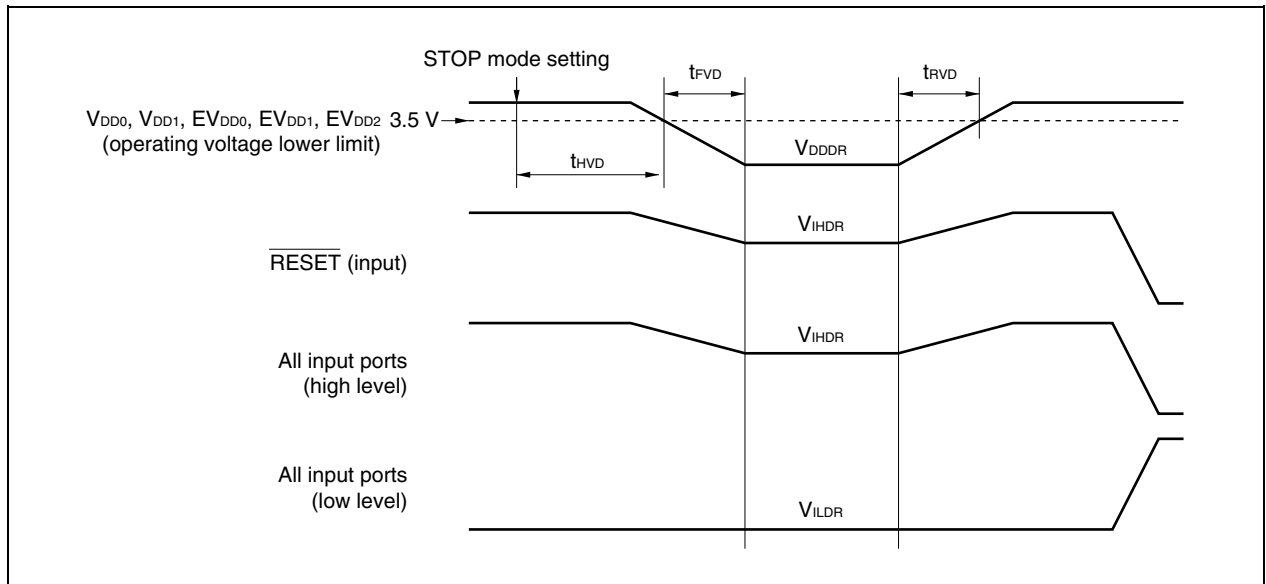 STOP mode setting
tFVD
tRVD
VDD0, VDD1, EVDD0, EVDD1, EVDD2 3.5 V
(operating voltage lower limit)
VDDDR
tHVD
VIHDR
RESET (input)
VIHDR
All input ports
(high level)
All input ports
(low level)
VILDR